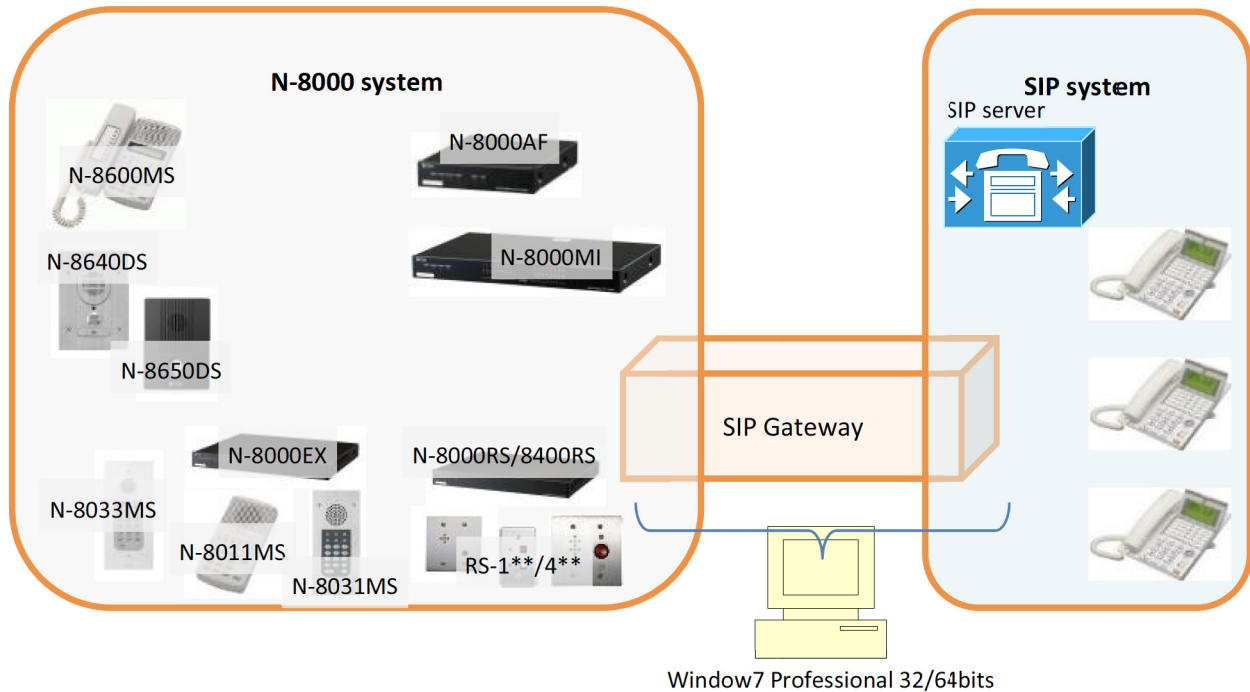 N-8000 system
SIP system
SIP server
N-8000AF
N-8600MS
N-8000MI
N-8640DS
N-8650DS
SIP Gateway
N-8000EX
N-8000RS/8400RS
N-8033MS
N-8011MS
RS-1**/4**
N-8031MS
Window7 Professional 32/64bits